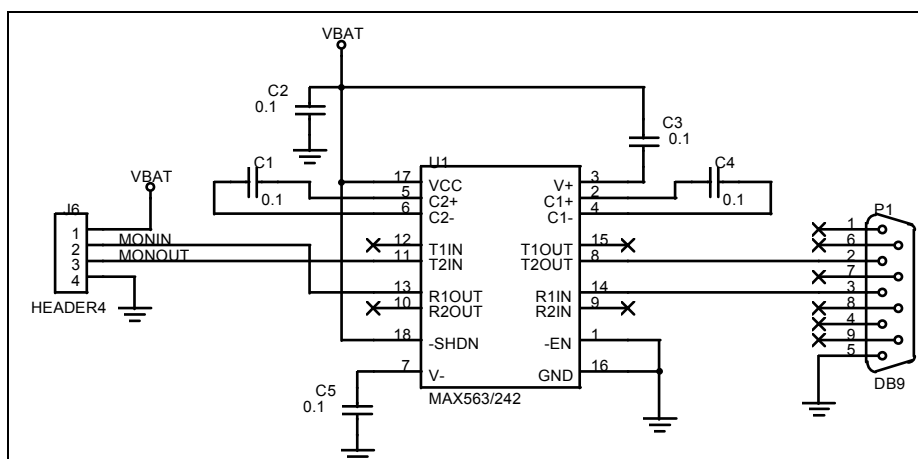 VBAT
C2
0.1
C3
0.1
C1
0.1
C4
0.1
U1
VBAT
J6
1
2
3
4
MONIN
MONOUT
HEADER4
17
VCC
5
C2+
6
C2-
12
T1IN
11
T2IN
13
R1OUT
10
R2OUT
18
-SHDN
7
V-
V+
3
C1+
2
C1-
4
T1OUT
15
T2OUT
8
R1IN
14
R2IN
9
-EN
1
GND
16
MAX563/242
C5
0.1
P1
1
6
2
7
3
8
4
9
5
DB9